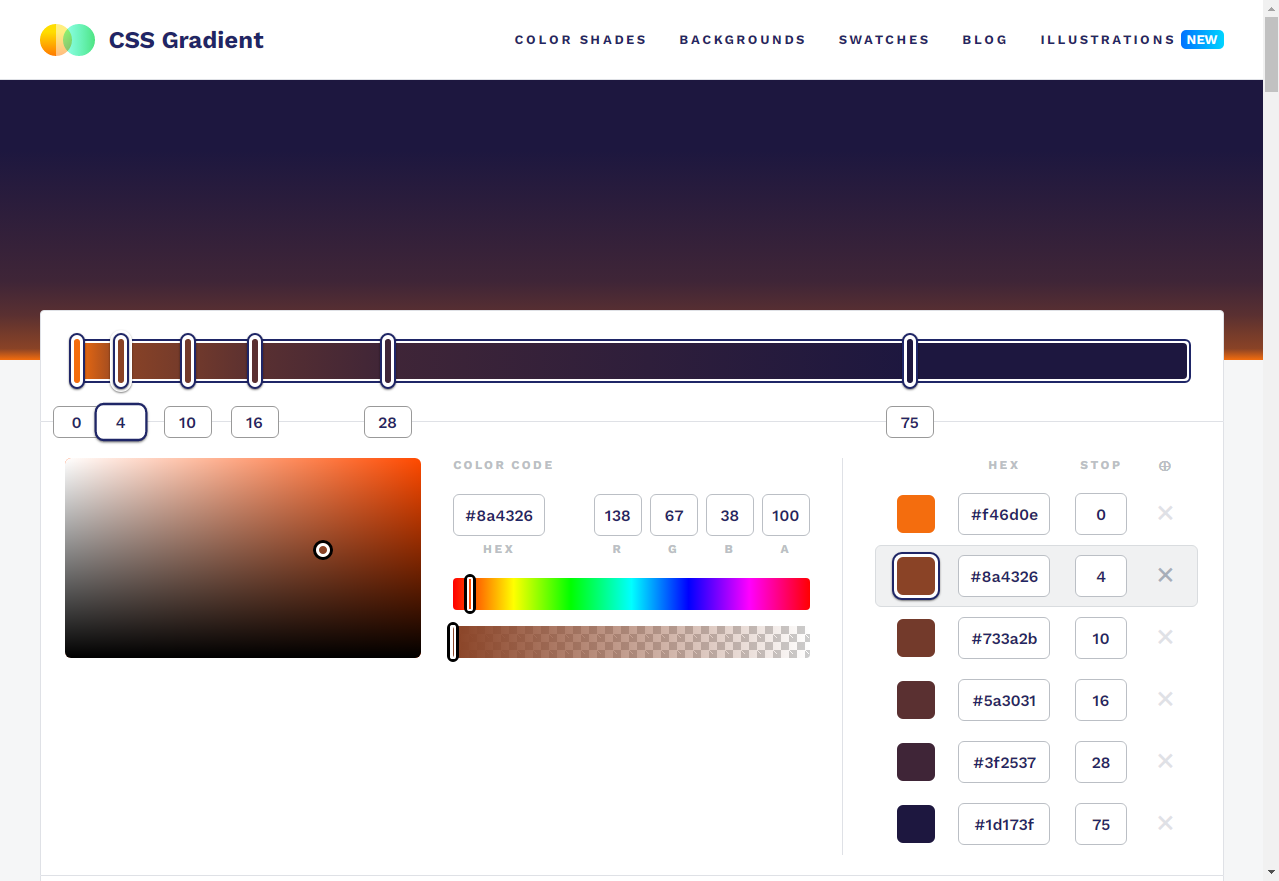 CSS Gradient
COLOR SHADES BACKGROUNDS SWATCHES BLOG ILLUSTRATIONS NEW
0 4 10 16 28 75
COLOR CODE
#8a4326 138 67 38 100
HEX R G B A
HEX STOP
#f46d0e 0
#8a4326 4
#733a2b 10
#5a3031 16
#3f2537 28
#1d173f 75